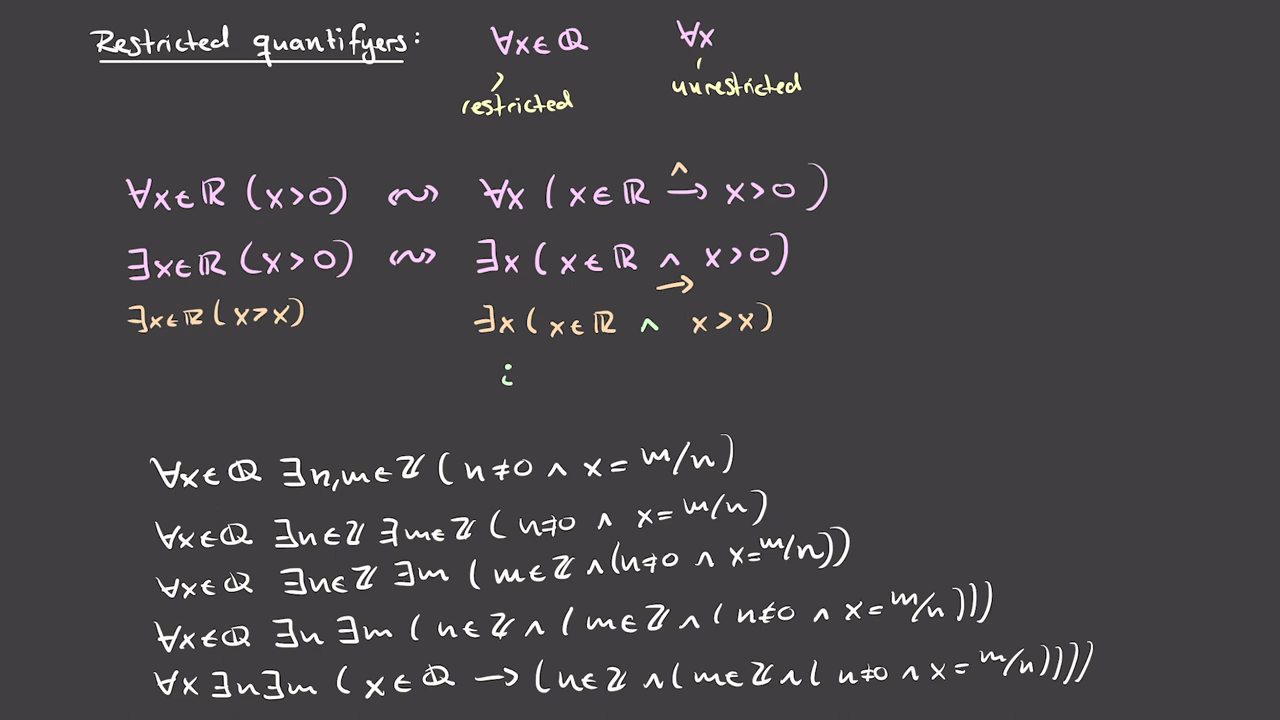 Restricted quantifyers: ∀x∈ℚ ∀x
restricted unrestricted
∧
∀x∈ℝ (x>0) ⇝ ∀x (x∈ℝ → x>0)
∃x∈ℝ (x>0) ⇝ ∃x (x∈ℝ ∧ x>0)
→
∃x∈ℝ (x>x) ∃x (x∈ℝ ∧ x>x)
i
∀x∈ℚ ∃n,m∈ℤ (n≠0 ∧ x=m/n)
∀x∈ℚ ∃n∈ℤ ∃m∈ℤ (n≠0 ∧ x=m/n)
∀x∈ℚ ∃n∈ℤ ∃m (m∈ℤ ∧ (n≠0 ∧ x=m/n))
∀x∈ℚ ∃n ∃m (n∈ℤ ∧ (m∈ℤ ∧ (n≠0 ∧ x=m/n)))
∀x ∃n∃m (x∈ℚ → (n∈ℤ ∧ (m∈ℤ ∧ (n≠0 ∧ x=m/n))))